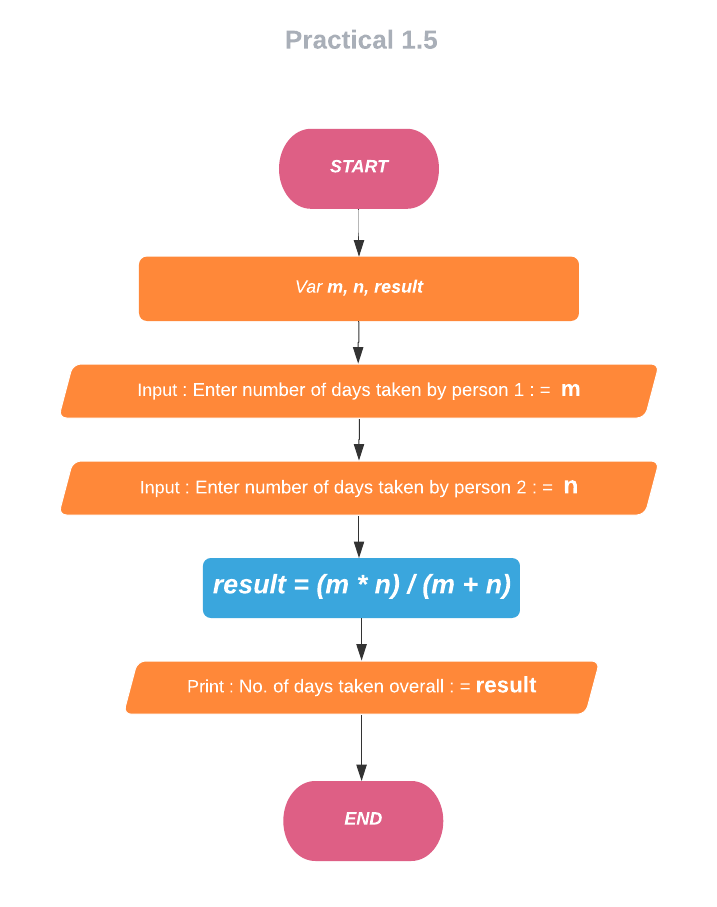 Practical 1.5
START
Var m, n, result
Input : Enter number of days taken by person 1 : = m
Input : Enter number of days taken by person 2 : = n
result = (m * n) / (m + n)
Print : No. of days taken overall : = result
END